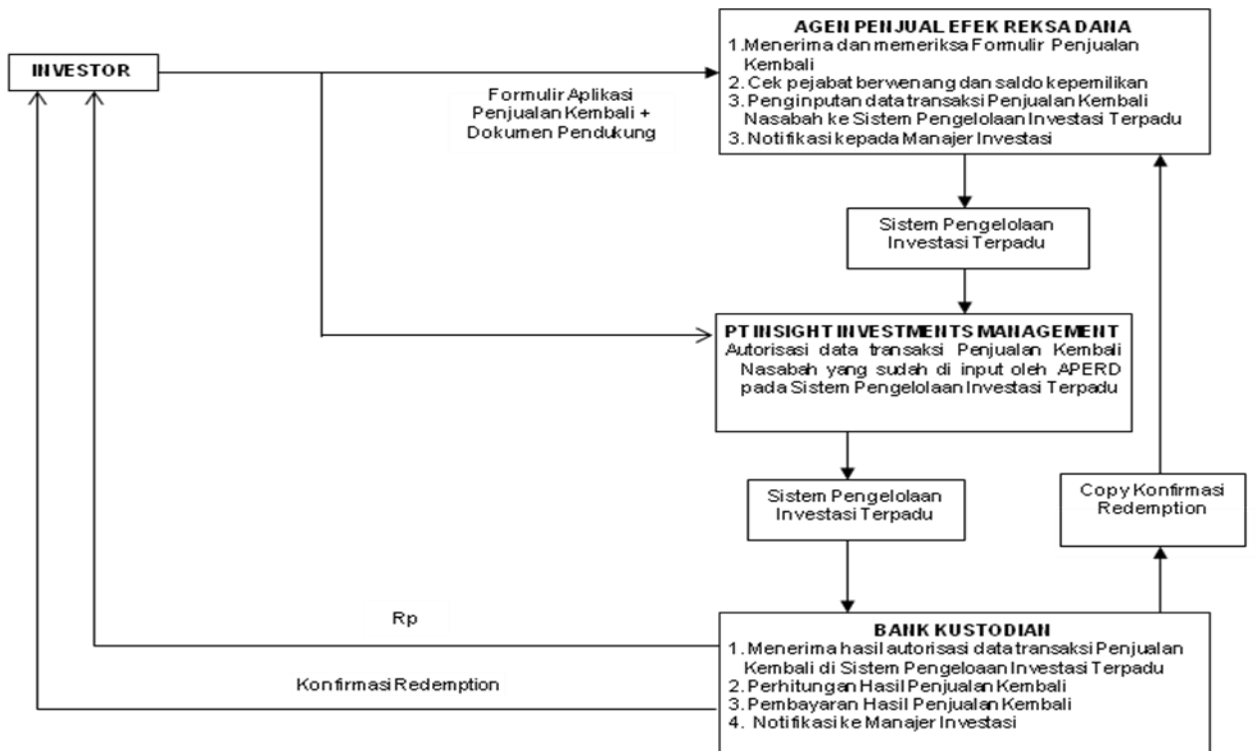 AGEN PENJUAL EFEK REKSA DANA
1.Menerima dan memeriksa Formulir Penjualan
Kembali
2. Cek pejabat berwenang dan saldo kepemilikan
3. Penginputan data transaksi Penjualan Kembali
Nasabah ke Sistem Pengelolaan Investasi Terpadu
3. Notifikasi kepada Manajer Investasi
INVESTOR
Formulir Aplikasi
Penjualan Kembali +
Dokumen Pendukung
Sistem Pengelolaan
Investasi Terpadu
PT INSIGHT INVESTMENTS MANAGEMENT
Autorisasi data transaksi Penjualan Kembali
Nasabah yang sudah di input oleh APERD
pada Sistem Pengelolaan Investasi Terpadu
Sistem Pengelolaan
Investasi Terpadu
Copy Konfirmasi
Redemption
Rp
Konfirmasi Redemption
BANK KUSTODIAN
1. Menerima hasil autorisasi data transaksi Penjualan
Kembali di Sistem Pengeloaan Investasi Terpadu
2. Perhitungan Hasil Penjualan Kembali
3. Pembayaran Hasil Penjualan Kembali
4. Notifikasi ke Manajer Investasi